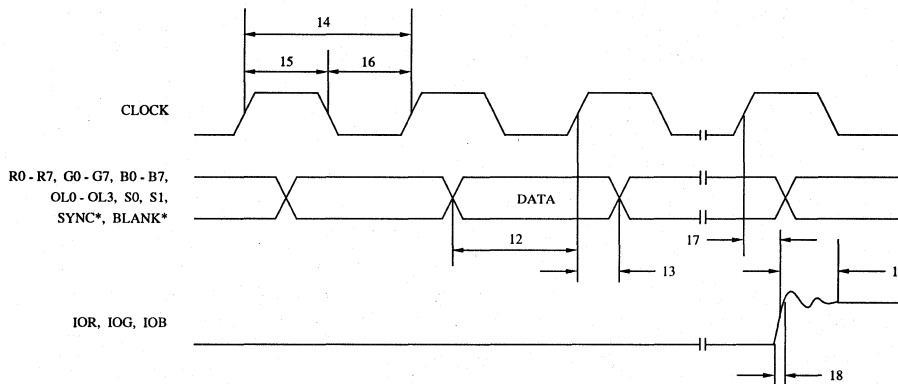 14
15
16
CLOCK
R0 - R7, G0 - G7, B0 - B7,
OL0 - OL3, S0, S1,
SYNC*, BLANK*
DATA
12
17
13
1
IOR, IOG, IOB
18